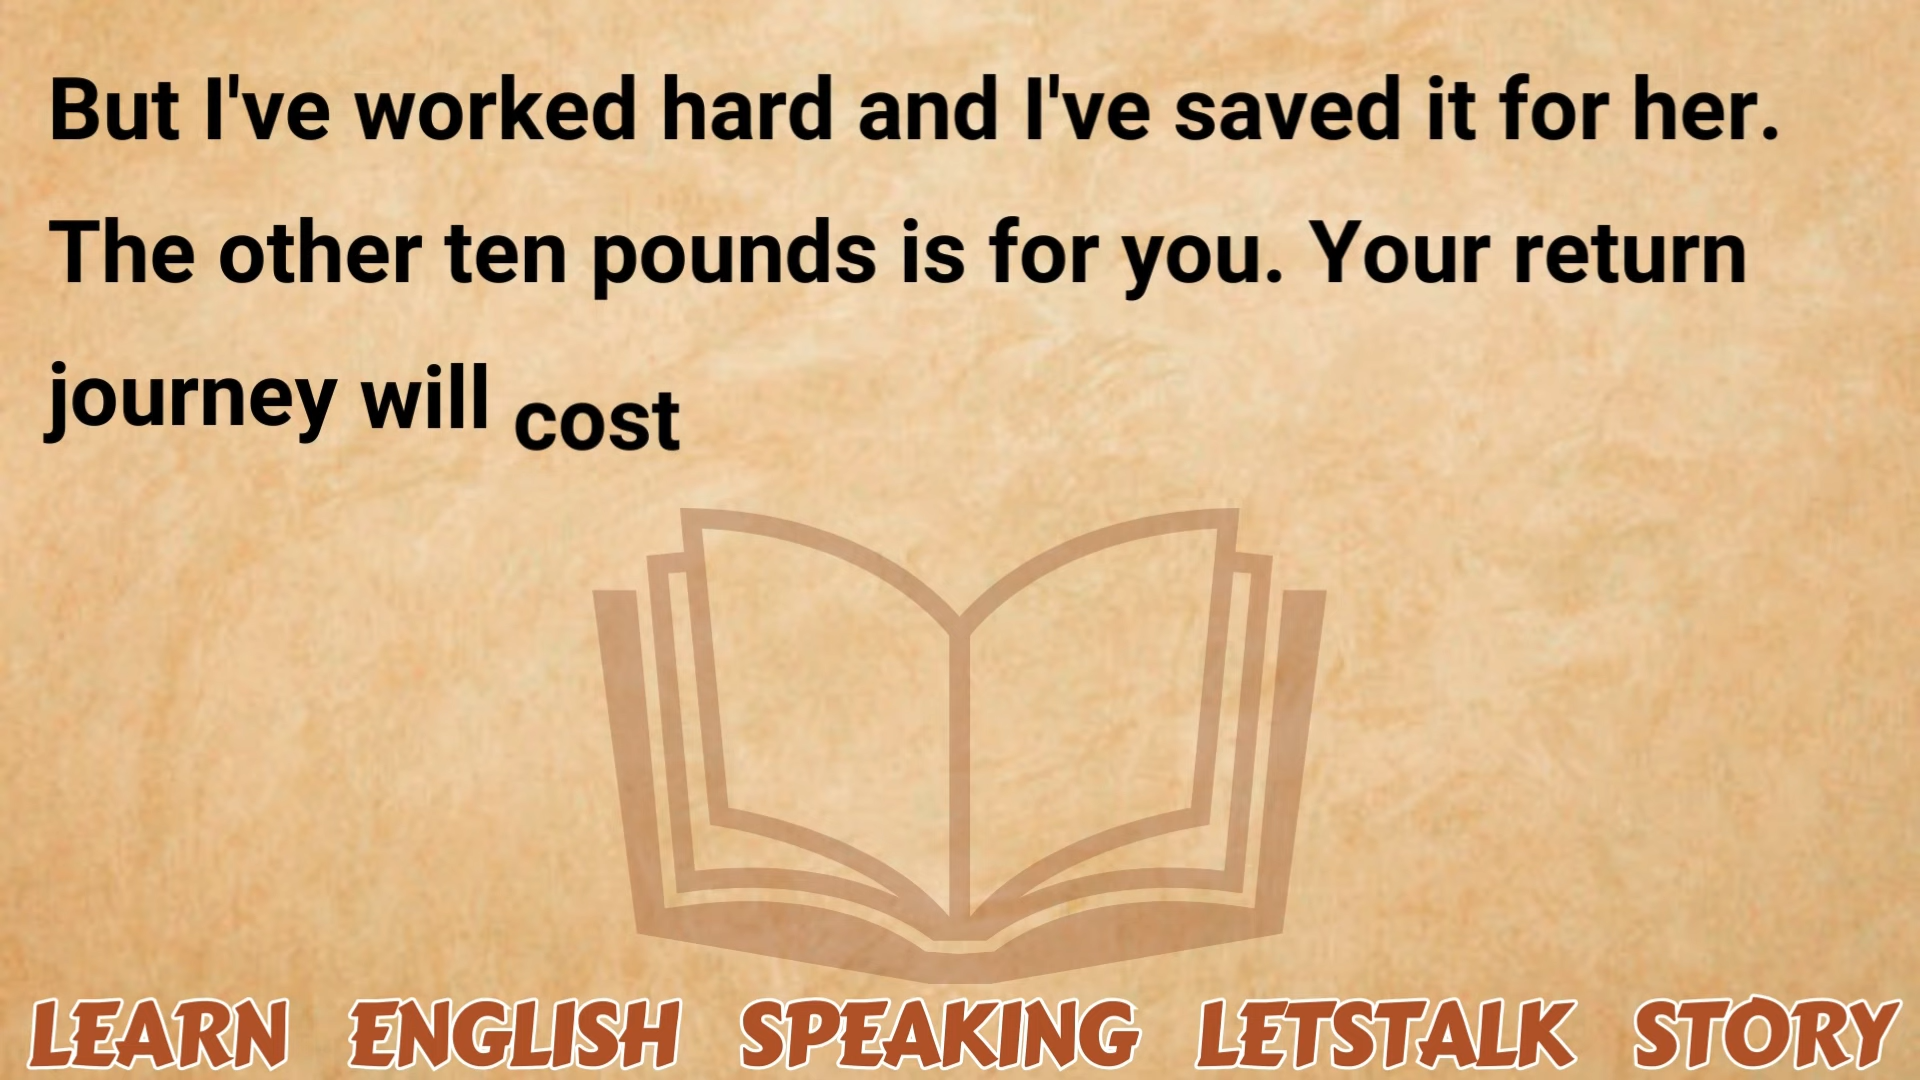 But I've worked hard and I've saved it for her.
The other ten pounds is for you. Your return
journey will cost
LEARN ENGLISH SPEAKING LETSTALK STORY